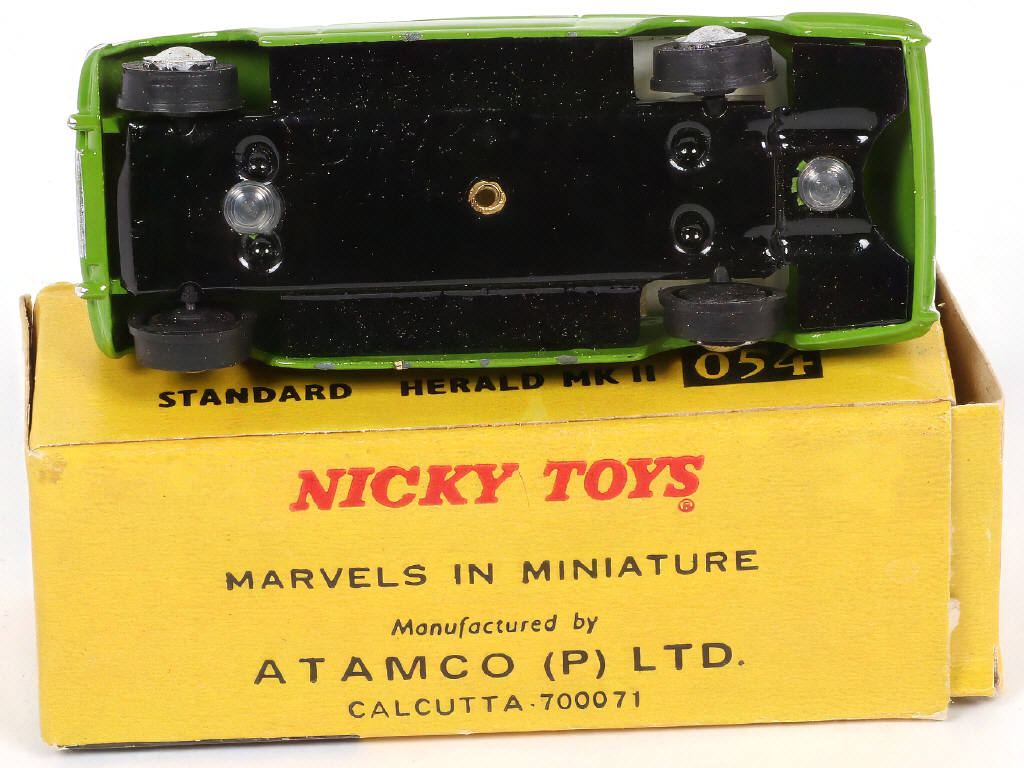 STANDARD HERALD MK II 054
NICKY TOYS®
MARVELS IN MINIATURE
Manufactured by
ATAMCO (P) LTD.
CALCUTTA-700071